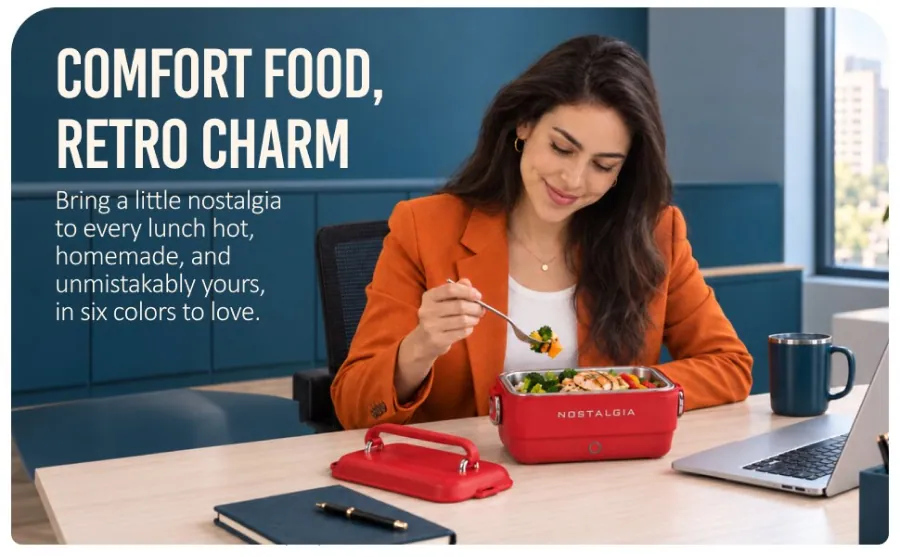 COMFORT FOOD,
RETRO CHARM
Bring a little nostalgia
to every lunch hot,
homemade, and
unmistakably yours,
in six colors to love.
NOSTALGIA